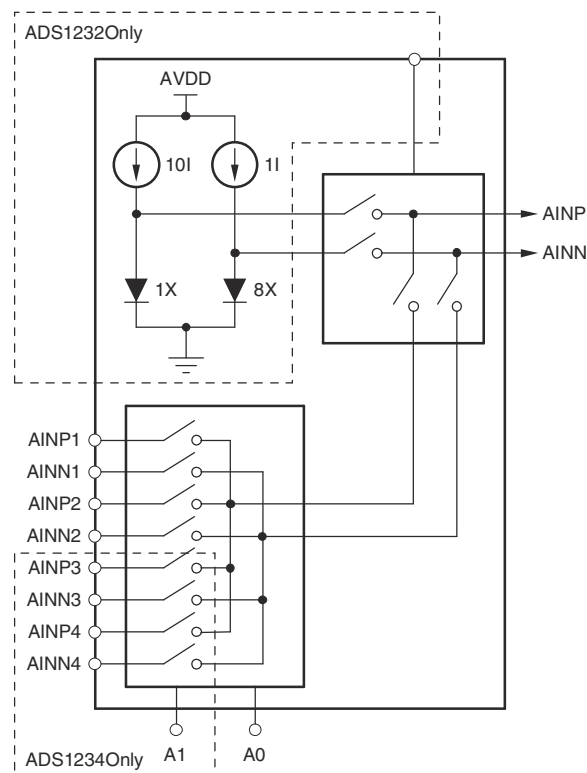 ADS1232Only
AVDD
10I
1I
AINP
AINN
1X
8X
AINP1
AINN1
AINP2
AINN2
AINP3
AINN3
AINP4
AINN4
A1
A0
ADS1234Only